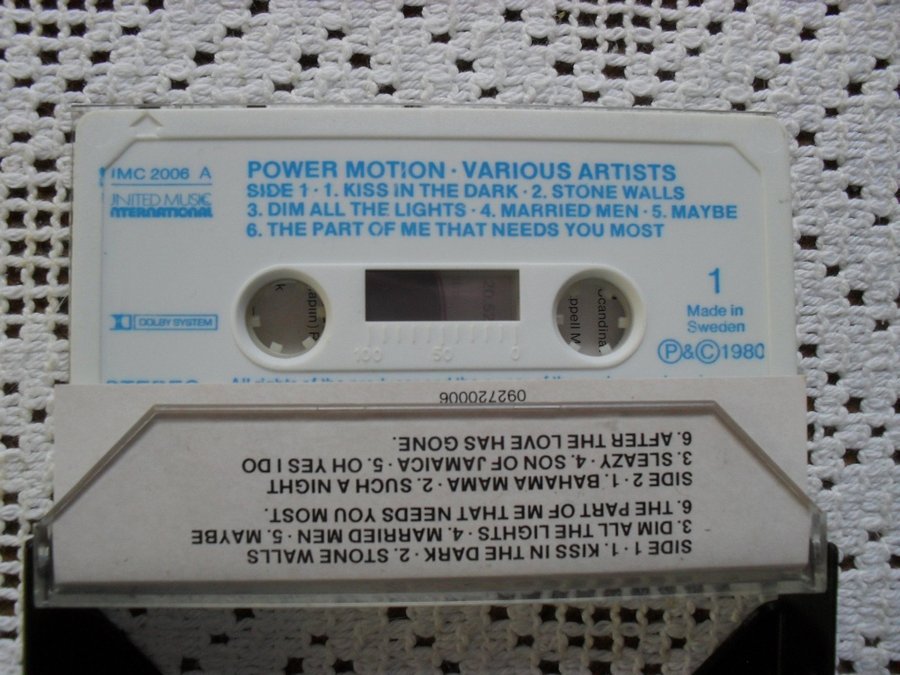 IMC 2006 A
UNITED MUSIC
INTERNATIONAL
POWER MOTION · VARIOUS ARTISTS
SIDE 1 · 1. KISS IN THE DARK · 2. STONE WALLS
3. DIM ALL THE LIGHTS · 4. MARRIED MEN · 5. MAYBE
6. THE PART OF ME THAT NEEDS YOU MOST
1
Made in
Sweden
DOLBY SYSTEM
100 50 0
Ⓟ&Ⓒ1980
STEREO
092720006
SIDE 1 · 1. KISS IN THE DARK · 2. STONE WALLS
3. DIM ALL THE LIGHTS · 4. MARRIED MEN · 5. MAYBE
6. THE PART OF ME THAT NEEDS YOU MOST.
SIDE 2 · 1. BAHAMA MAMA · 2. SUCH A NIGHT
3. SLEAZY · 4. SON OF JAMAICA · 5. OH YES I DO
6. AFTER THE LOVE HAS GONE.